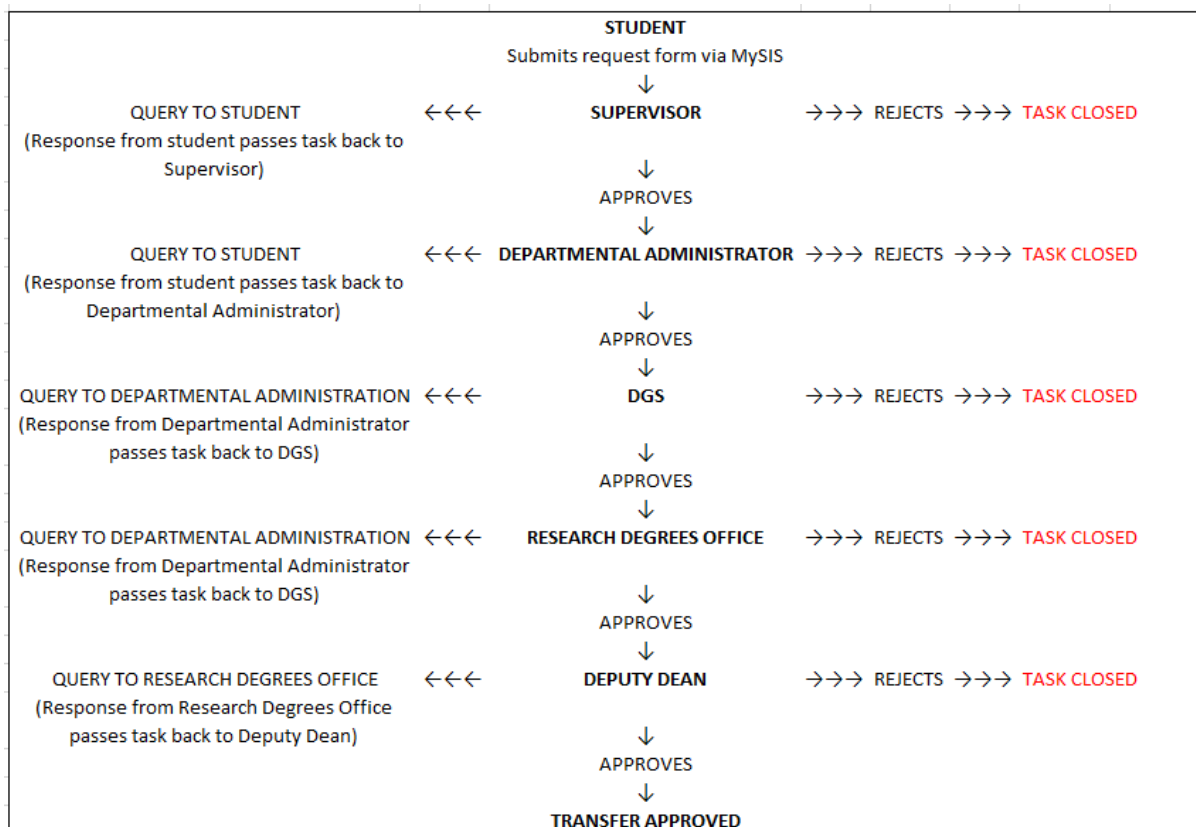 STUDENT
Submits request form via MySIS
↓
QUERY TO STUDENT ←←← SUPERVISOR →→→ REJECTS →→→ TASK CLOSED
(Response from student passes task back to
Supervisor) ↓
APPROVES
↓
QUERY TO STUDENT ←←← DEPARTMENTAL ADMINISTRATOR →→→ REJECTS →→→ TASK CLOSED
(Response from student passes task back to
Departmental Administrator) ↓
APPROVES
↓
QUERY TO DEPARTMENTAL ADMINISTRATION ←←← DGS →→→ REJECTS →→→ TASK CLOSED
(Response from Departmental Administrator
passes task back to DGS) ↓
APPROVES
↓
QUERY TO DEPARTMENTAL ADMINISTRATION ←←← RESEARCH DEGREES OFFICE →→→ REJECTS →→→ TASK CLOSED
(Response from Departmental Administrator
passes task back to DGS) ↓
APPROVES
↓
QUERY TO RESEARCH DEGREES OFFICE ←←← DEPUTY DEAN →→→ REJECTS →→→ TASK CLOSED
(Response from Research Degrees Office
passes task back to Deputy Dean) ↓
APPROVES
↓
TRANSFER APPROVED